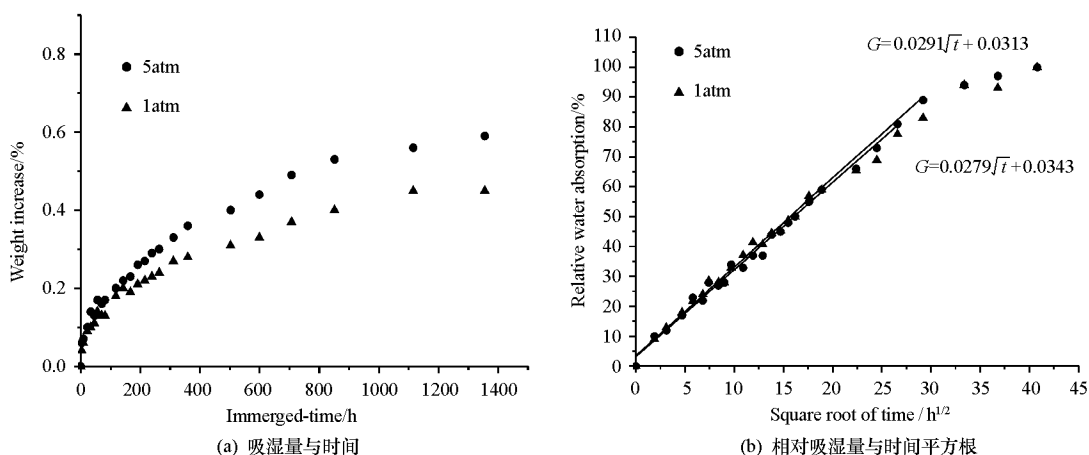 0.8
0.6
0.4
0.2
0.0
Weight increase/%
5atm
1atm
0 200 400 600 800 1000 1200 1400
Immerged-time/h
(a) 吸湿量与时间
110
100
90
80
70
60
50
40
30
20
10
0
Relative water absorption/%
5atm
1atm
G=0.0291√t+0.0313
G=0.0279√t+0.0343
0 5 10 15 20 25 30 35 40 45
Square root of time / h^1/2
(b) 相对吸湿量与时间平方根